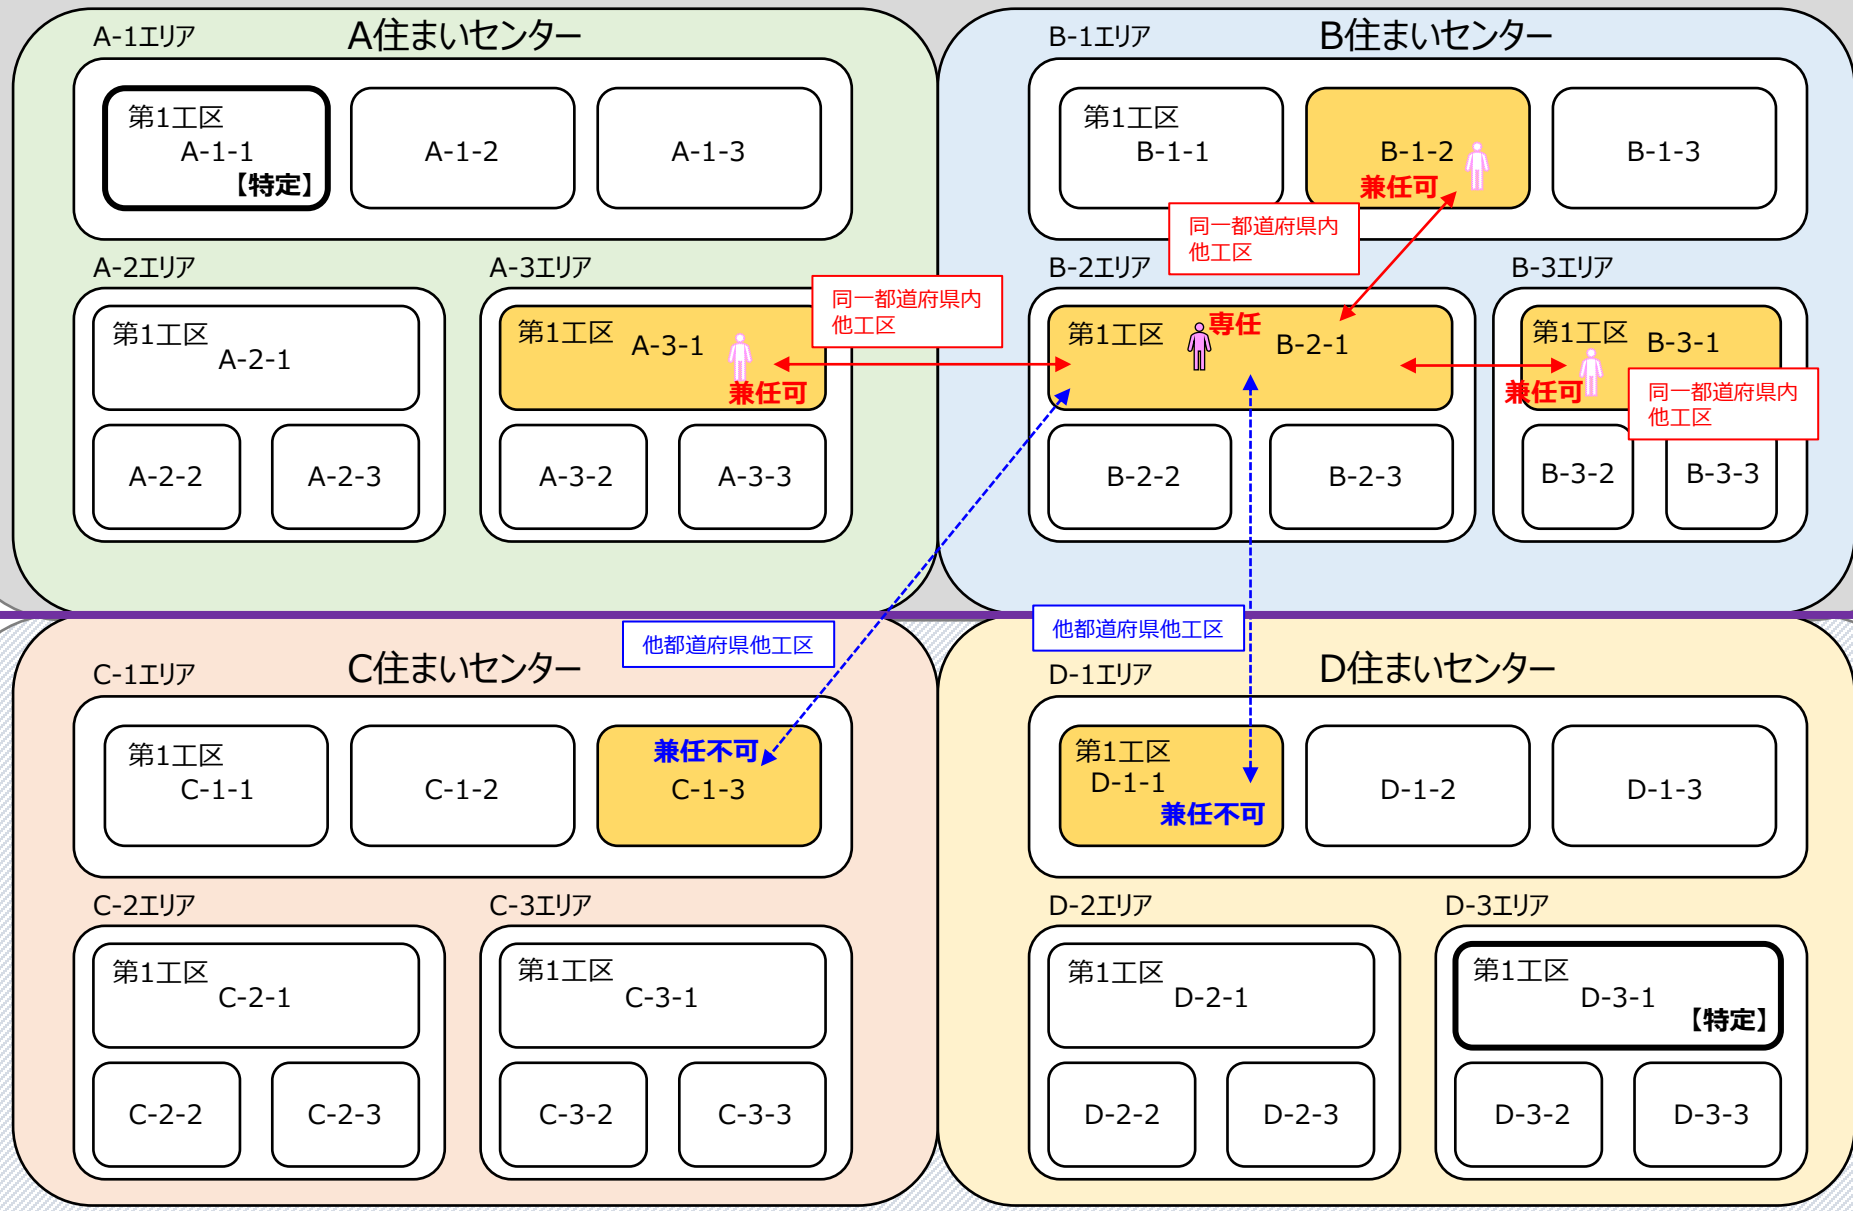 A-1エリア
A住まいセンター
第1工区
A-1-1
【特定】
A-1-2
A-1-3
A-2エリア
第1工区
A-2-1
A-2-2
A-2-3
A-3エリア
第1工区
A-3-1
兼任可
A-3-2
A-3-3
同一都道府県内
他工区
B-1エリア
B住まいセンター
第1工区
B-1-1
B-1-2
兼任可
B-1-3
同一都道府県内
他工区
B-2エリア
第1工区
専任
B-2-1
B-2-2
B-2-3
B-3エリア
第1工区
B-3-1
兼任可
同一都道府県内
他工区
B-3-2
B-3-3
他都道府県他工区
他都道府県他工区
C-1エリア
C住まいセンター
第1工区
C-1-1
C-1-2
兼任不可
C-1-3
C-2エリア
第1工区
C-2-1
C-2-2
C-2-3
C-3エリア
第1工区
C-3-1
C-3-2
C-3-3
D-1エリア
D住まいセンター
第1工区
D-1-1
兼任不可
D-1-2
D-1-3
D-2エリア
第1工区
D-2-1
D-2-2
D-2-3
D-3エリア
第1工区
D-3-1
【特定】
D-3-2
D-3-3